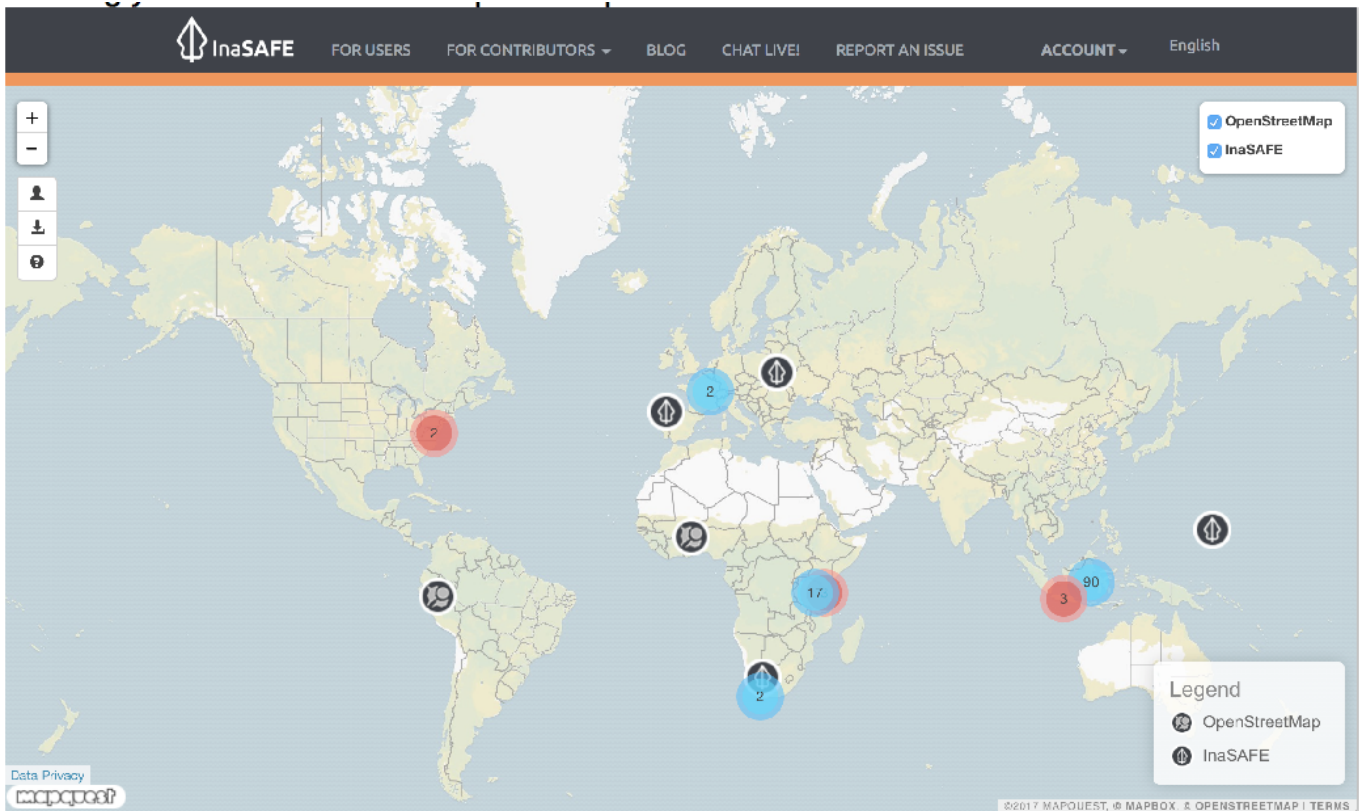 InaSAFE FOR USERS FOR CONTRIBUTORS BLOG CHAT LIVE! REPORT AN ISSUE ACCOUNT English
+
−
OpenStreetMap
InaSAFE
2
2
17
90
3
2
Legend
OpenStreetMap
InaSAFE
Data Privacy
mapquest
©2017 MAPQUEST, © MAPBOX, © OPENSTREETMAP | TERMS